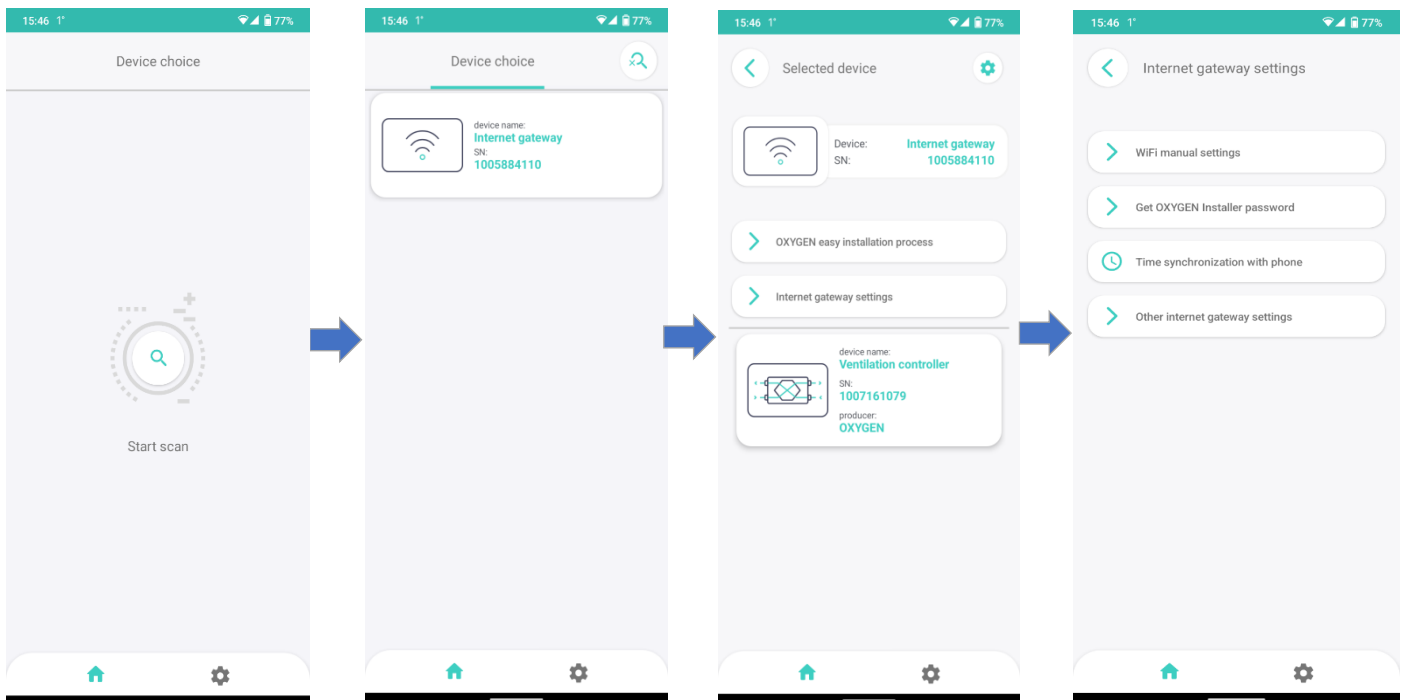 15:46 1° 77%
Device choice
Start scan
15:46 1° 77%
Device choice
device name:
Internet gateway
SN:
1005884110
15:46 1° 77%
Selected device
Device: Internet gateway
SN: 1005884110
OXYGEN easy installation process
Internet gateway settings
device name:
Ventilation controller
SN:
1007161079
producer:
OXYGEN
15:46 1° 77%
Internet gateway settings
WiFi manual settings
Get OXYGEN Installer password
Time synchronization with phone
Other internet gateway settings